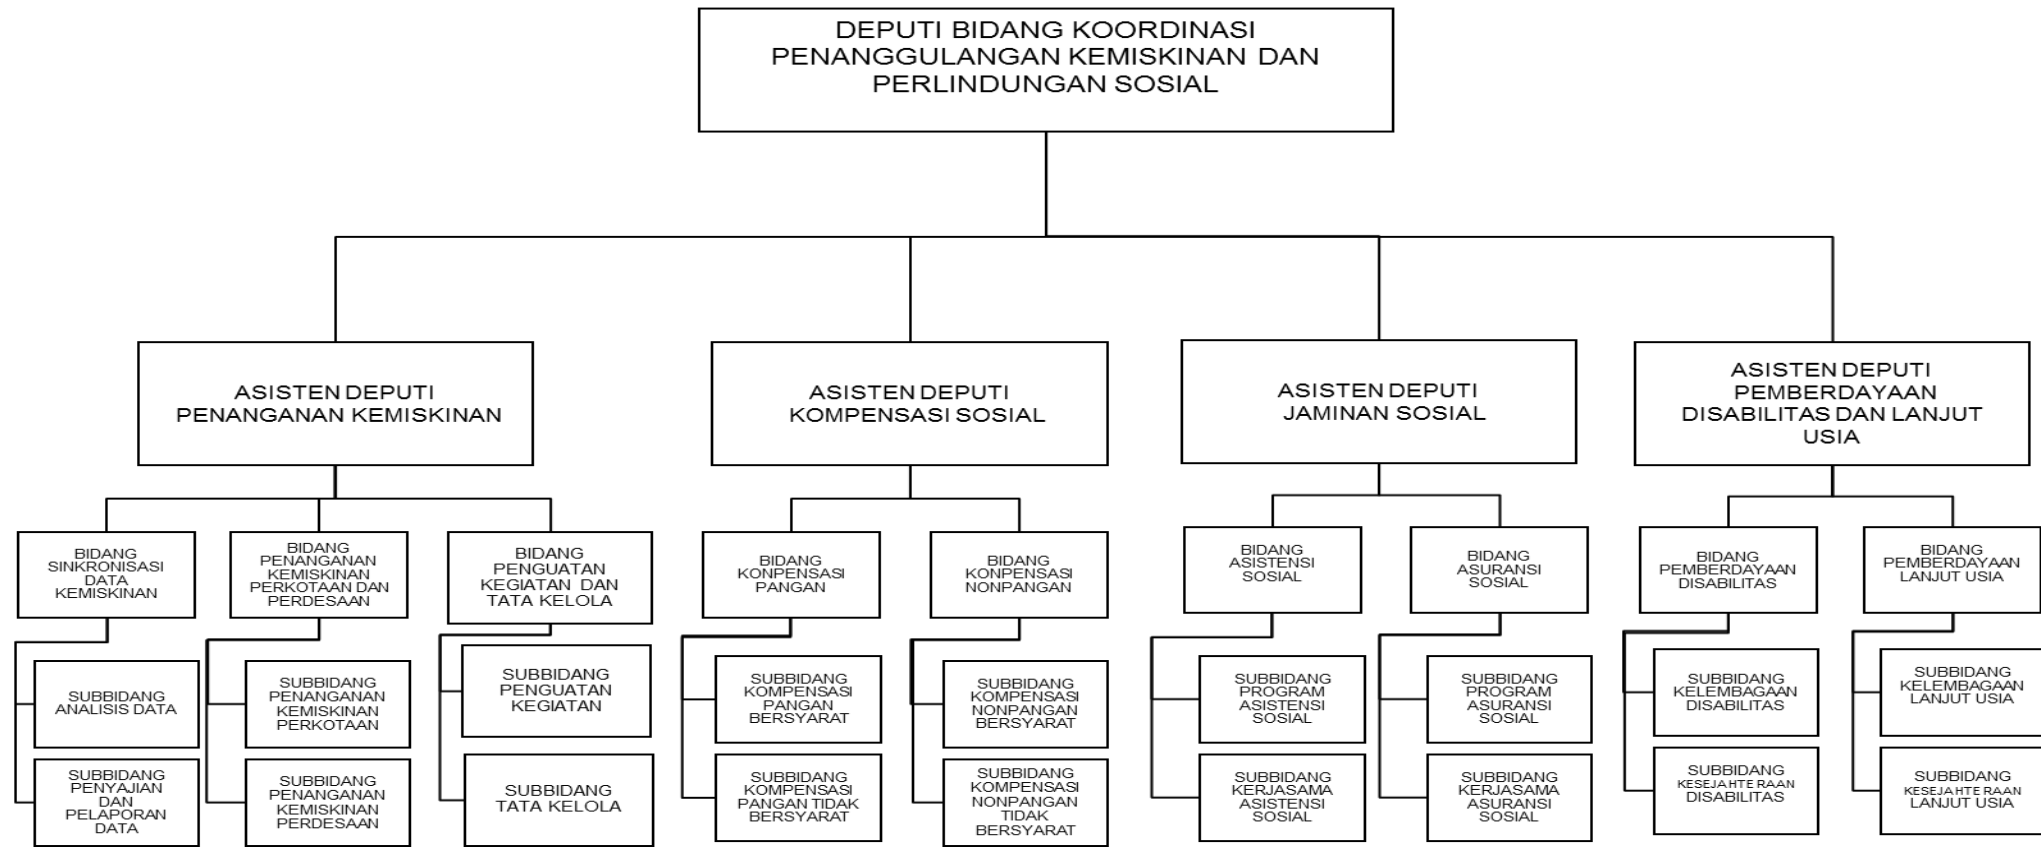 DEPUTI BIDANG KOORDINASI
PENANGGULANGAN KEMISKINAN DAN
PERLINDUNGAN SOSIAL
ASISTEN DEPUTI
PENANGANAN KEMISKINAN
ASISTEN DEPUTI
KOMPENSASI SOSIAL
ASISTEN DEPUTI
JAMINAN SOSIAL
ASISTEN DEPUTI
PEMBERDAYAAN
DISABILITAS DAN LANJUT
USIA
BIDANG
SINKRONISASI
DATA
KEMISKINAN
BIDANG
PENANGANAN
KEMISKINAN
PERKOTAAN DAN
PERDESAAN
BIDANG
PENGUATAN
KEGIATAN DAN
TATA KELOLA
BIDANG
KONPENSASI
PANGAN
BIDANG
KONPENSASI
NONPANGAN
BIDANG
ASISTENSI
SOSIAL
BIDANG
ASURANSI
SOSIAL
BIDANG
PEMBERDAYAAN
DISABILITAS
BIDANG
PEMBERDAYAAN
LANJUT USIA
SUBBIDANG
ANALISIS DATA
SUBBIDANG
PENANGANAN
KEMISKINAN
PERKOTAAN
SUBBIDANG
PENGUATAN
KEGIATAN
SUBBIDANG
KOMPENSASI
PANGAN
BERSYARAT
SUBBIDANG
KOMPENSASI
NONPANGAN
BERSYARAT
SUBBIDANG
PROGRAM
ASISTENSI
SOSIAL
SUBBIDANG
PROGRAM
ASURANSI
SOSIAL
SUBBIDANG
KELEMBAGAAN
DISABILITAS
SUBBIDANG
KELEMBAGAAN
LANJUT USIA
SUBBIDANG
PENYAJIAN
DAN
PELAPORAN
DATA
SUBBIDANG
PENANGANAN
KEMISKINAN
PERDESAAN
SUBBIDANG
TATA KELOLA
SUBBIDANG
KOMPENSASI
PANGAN TIDAK
BERSYARAT
SUBBIDANG
KOMPENSASI
NONPANGAN
TIDAK
BERSYARAT
SUBBIDANG
KERJASAMA
ASISTENSI
SOSIAL
SUBBIDANG
KERJASAMA
ASURANSI
SOSIAL
SUBBIDANG
KESEJAHTERAAN
DISABILITAS
SUBBIDANG
KESEJAHTERAAN
LANJUT USIA